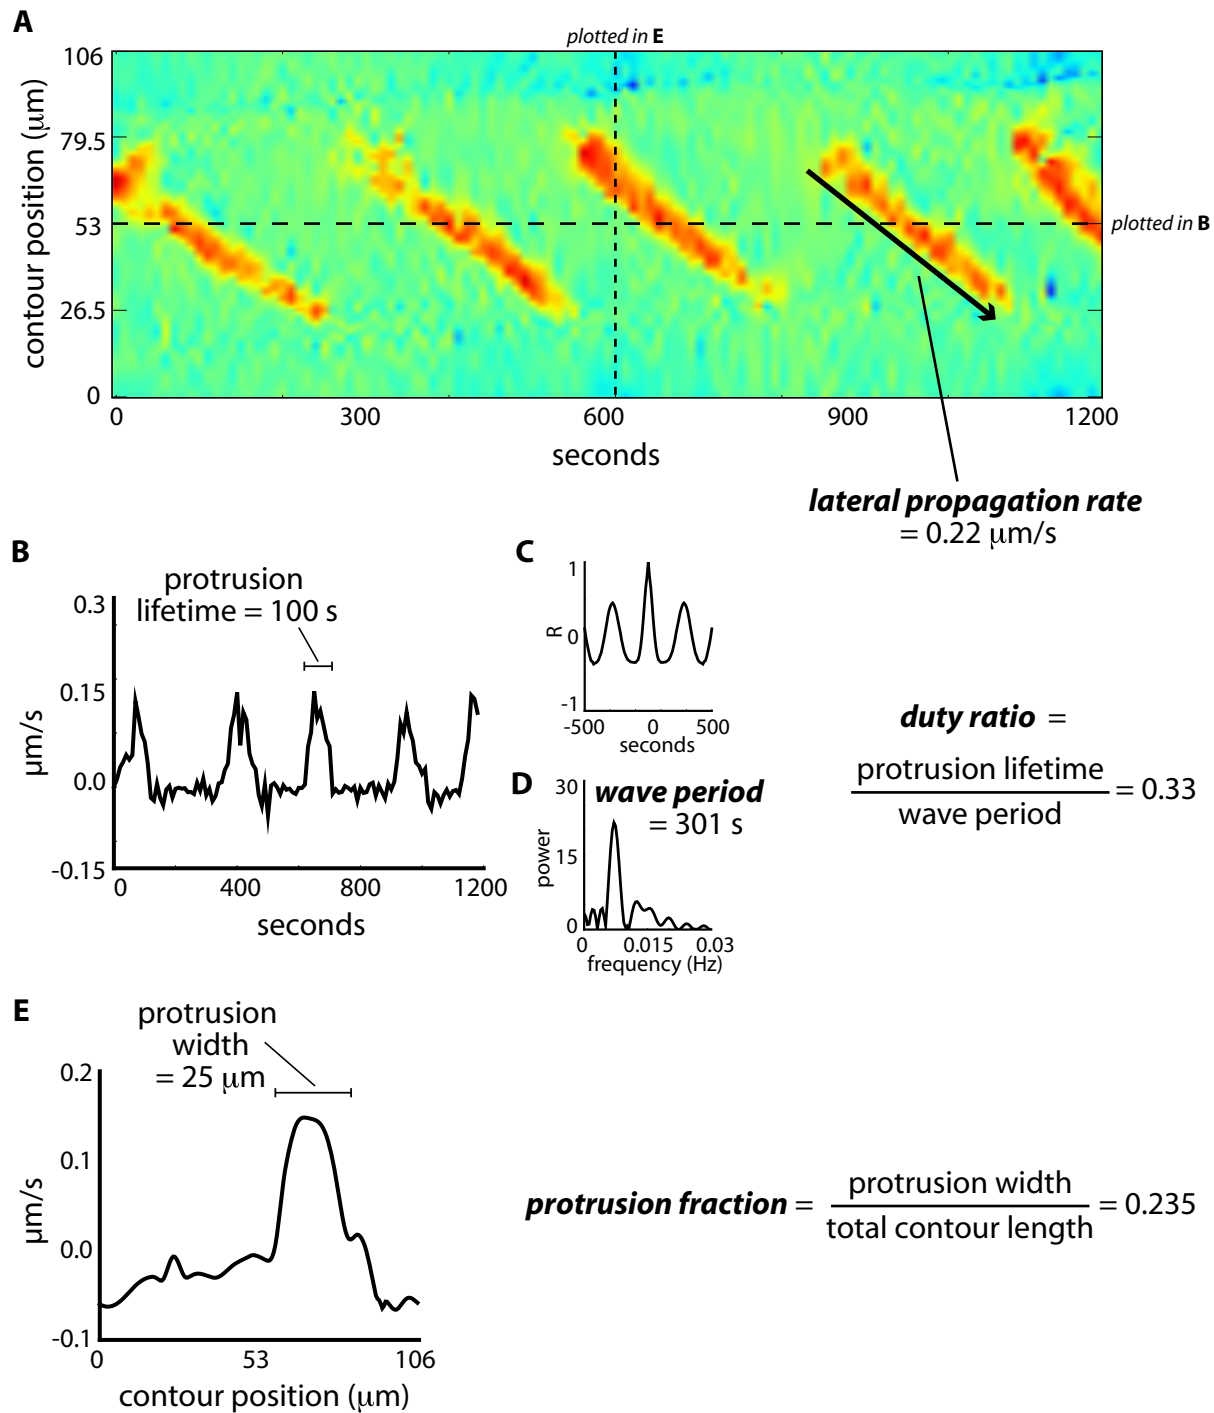 A
plotted in E
106
79.5
53
26.5
0
contour position (µm)
plotted in B
0 300 600 900 1200
seconds
lateral propagation rate
= 0.22 µm/s
B
protrusion
lifetime = 100 s
0.3
0.15
0.0
-0.15
µm/s
0 400 800 1200
seconds
C
1
0
-1
R
-500 0 500
seconds
D
wave period
= 301 s
30
15
0
power
0 0.015 0.03
frequency (Hz)
duty ratio =
protrusion lifetime
wave period
= 0.33
E
protrusion
width
= 25 µm
0.2
0.1
0.0
-0.1
µm/s
0 53 106
contour position (µm)
protrusion fraction =
protrusion width
total contour length
= 0.235